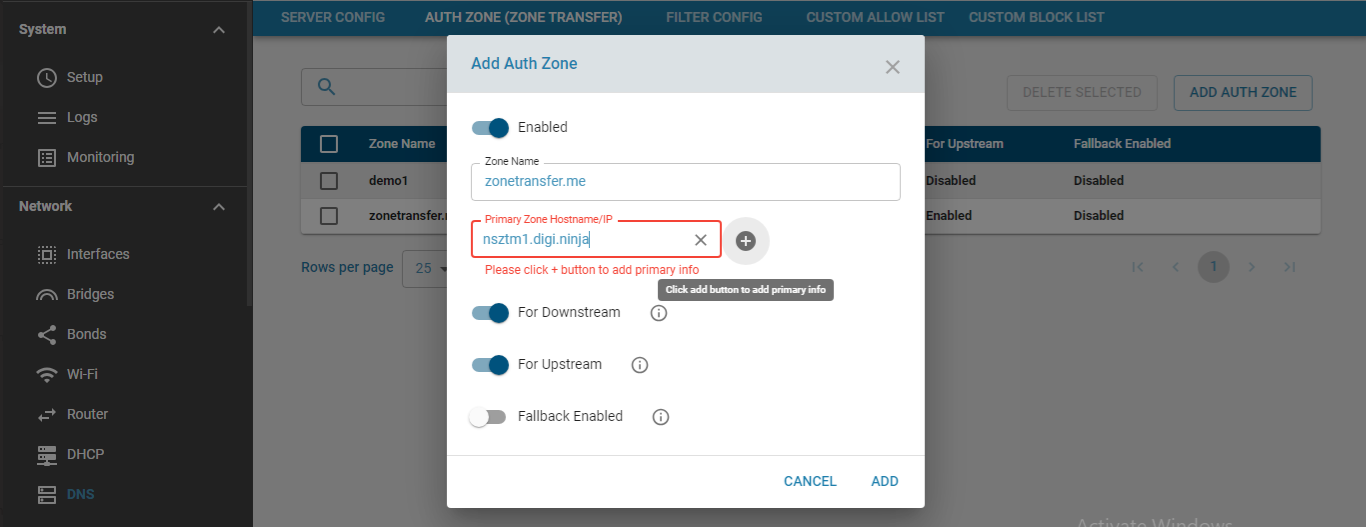 System
Setup
Logs
Monitoring
Network
Interfaces
Bridges
Bonds
Wi-Fi
Router
DHCP
DNS
SERVER CONFIG AUTH ZONE (ZONE TRANSFER) FILTER CONFIG CUSTOM ALLOW LIST CUSTOM BLOCK LIST
DELETE SELECTED ADD AUTH ZONE
Zone Name For Upstream Fallback Enabled
demo1 Disabled Disabled
zonetransfer. Enabled Disabled
Rows per page 25 1
Add Auth Zone
Enabled
Zone Name
zonetransfer.me
Primary Zone Hostname/IP
nsztm1.digi.ninja
Please click + button to add primary info
Click add button to add primary info
For Downstream
For Upstream
Fallback Enabled
CANCEL ADD
Activate Windows